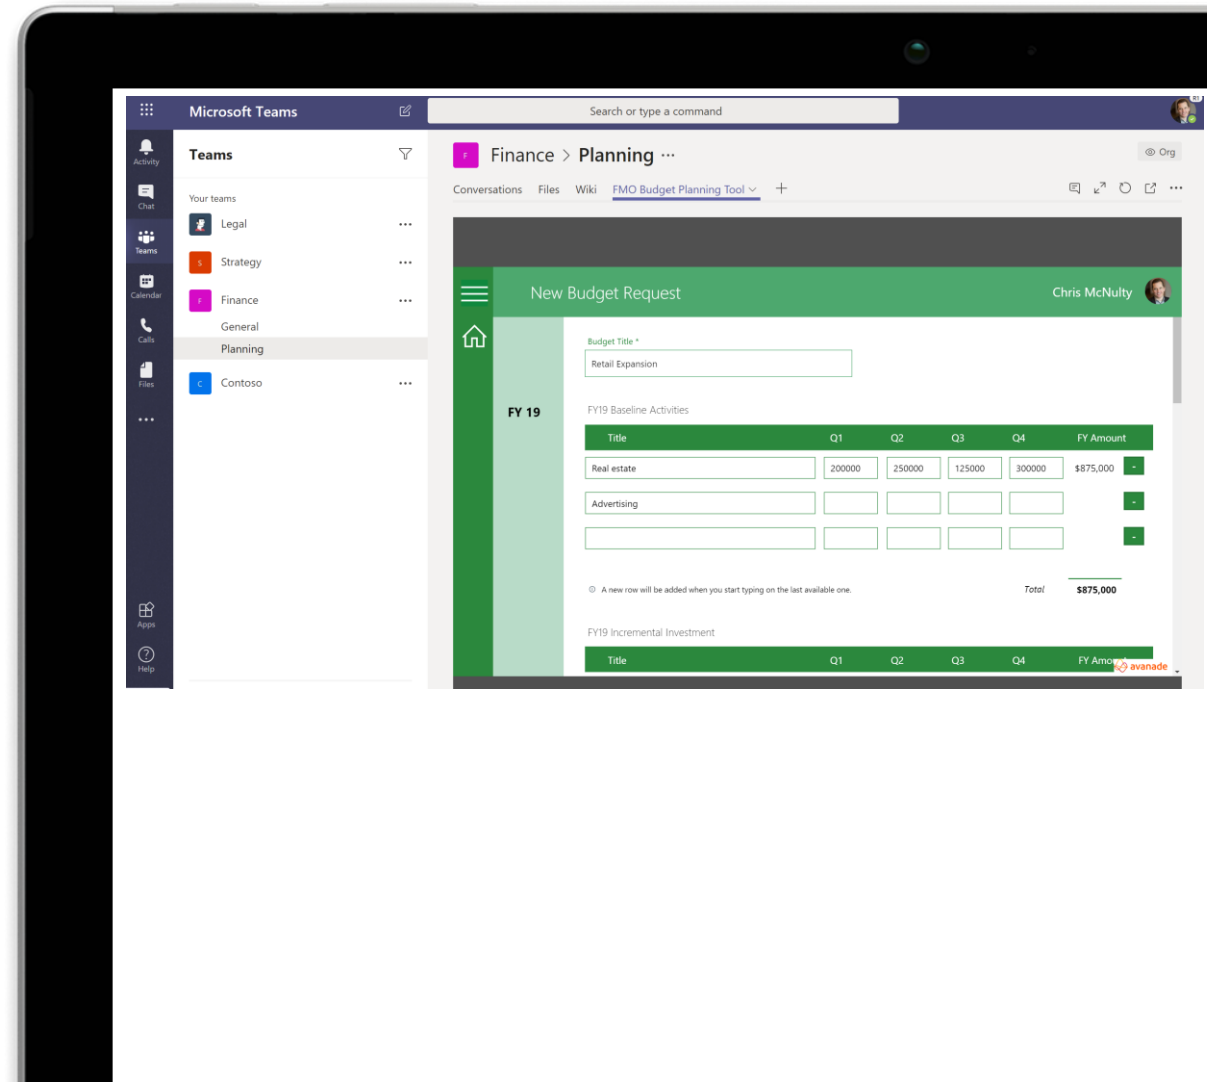 Microsoft Teams
Search or type a command
Activity
Chat
Teams
Calendar
Calls
Files
Apps
Help
Teams
Your teams
Legal
S Strategy
F Finance
General
Planning
C Contoso
F Finance > Planning ...
Org
Conversations Files Wiki FMO Budget Planning Tool +
New Budget Request
Chris McNulty
Budget Title *
Retail Expansion
FY 19
FY19 Baseline Activities
Title Q1 Q2 Q3 Q4 FY Amount
Real estate 200000 250000 125000 300000 $875,000 -
Advertising -
-
A new row will be added when you start typing on the last available one.
Total $875,000
FY19 Incremental Investment
Title Q1 Q2 Q3 Q4
avanade